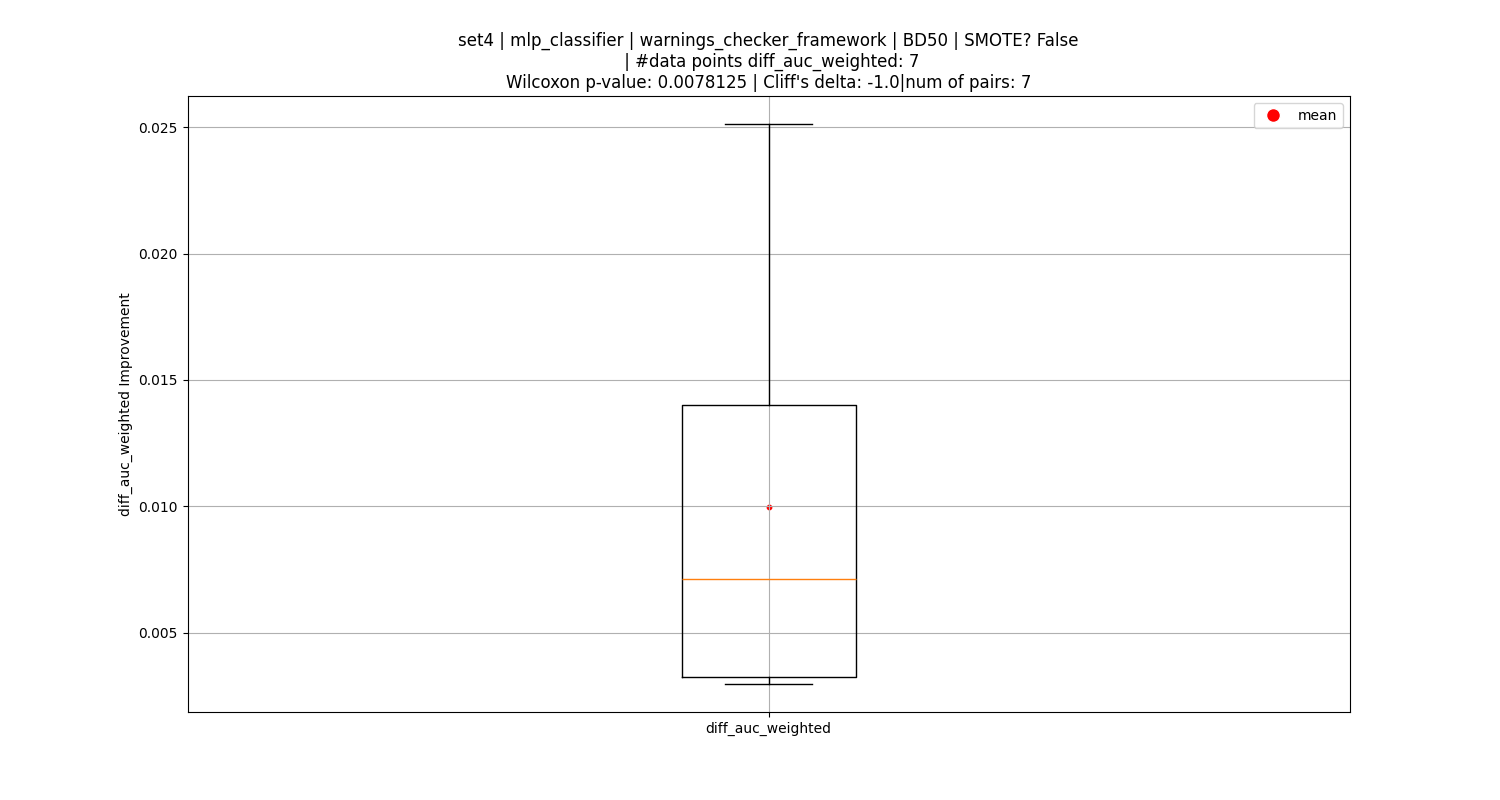 set4 | mlp_classifier | warnings_checker_framework | BD50 | SMOTE? False
| #data points diff_auc_weighted: 7
Wilcoxon p-value: 0.0078125 | Cliff's delta: -1.0|num of pairs: 7
mean
0.025
0.020
0.015
0.010
0.005
diff_auc_weighted Improvement
diff_auc_weighted